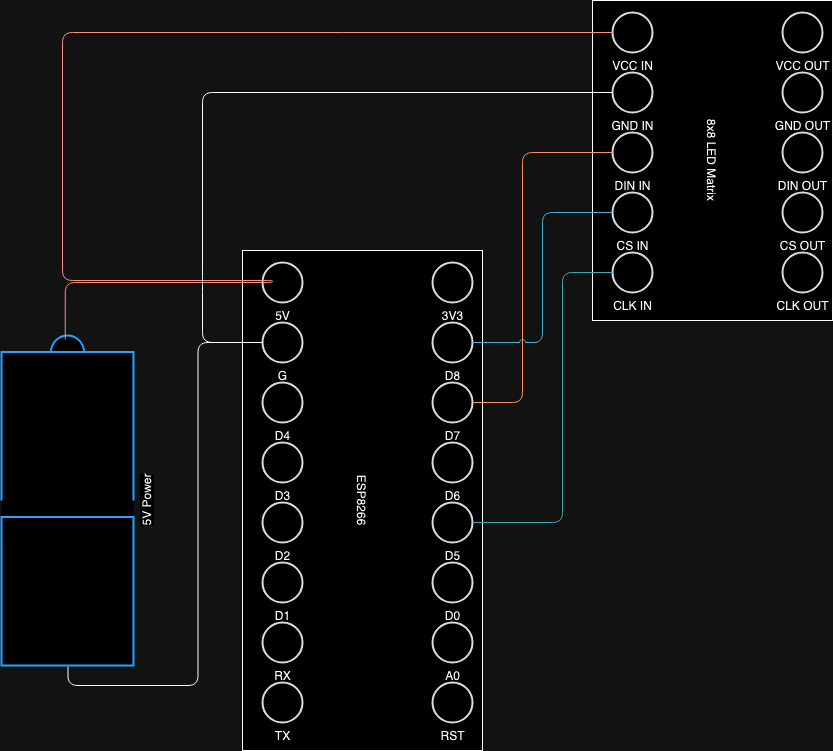 VCC IN
VCC OUT
GND IN
GND OUT
DIN IN
DIN OUT
CS IN
CS OUT
CLK IN
CLK OUT
8x8 LED Matrix
5V
3V3
G
D8
D4
D7
D3
D6
D2
D5
D1
D0
RX
A0
TX
RST
ESP8266
5V Power